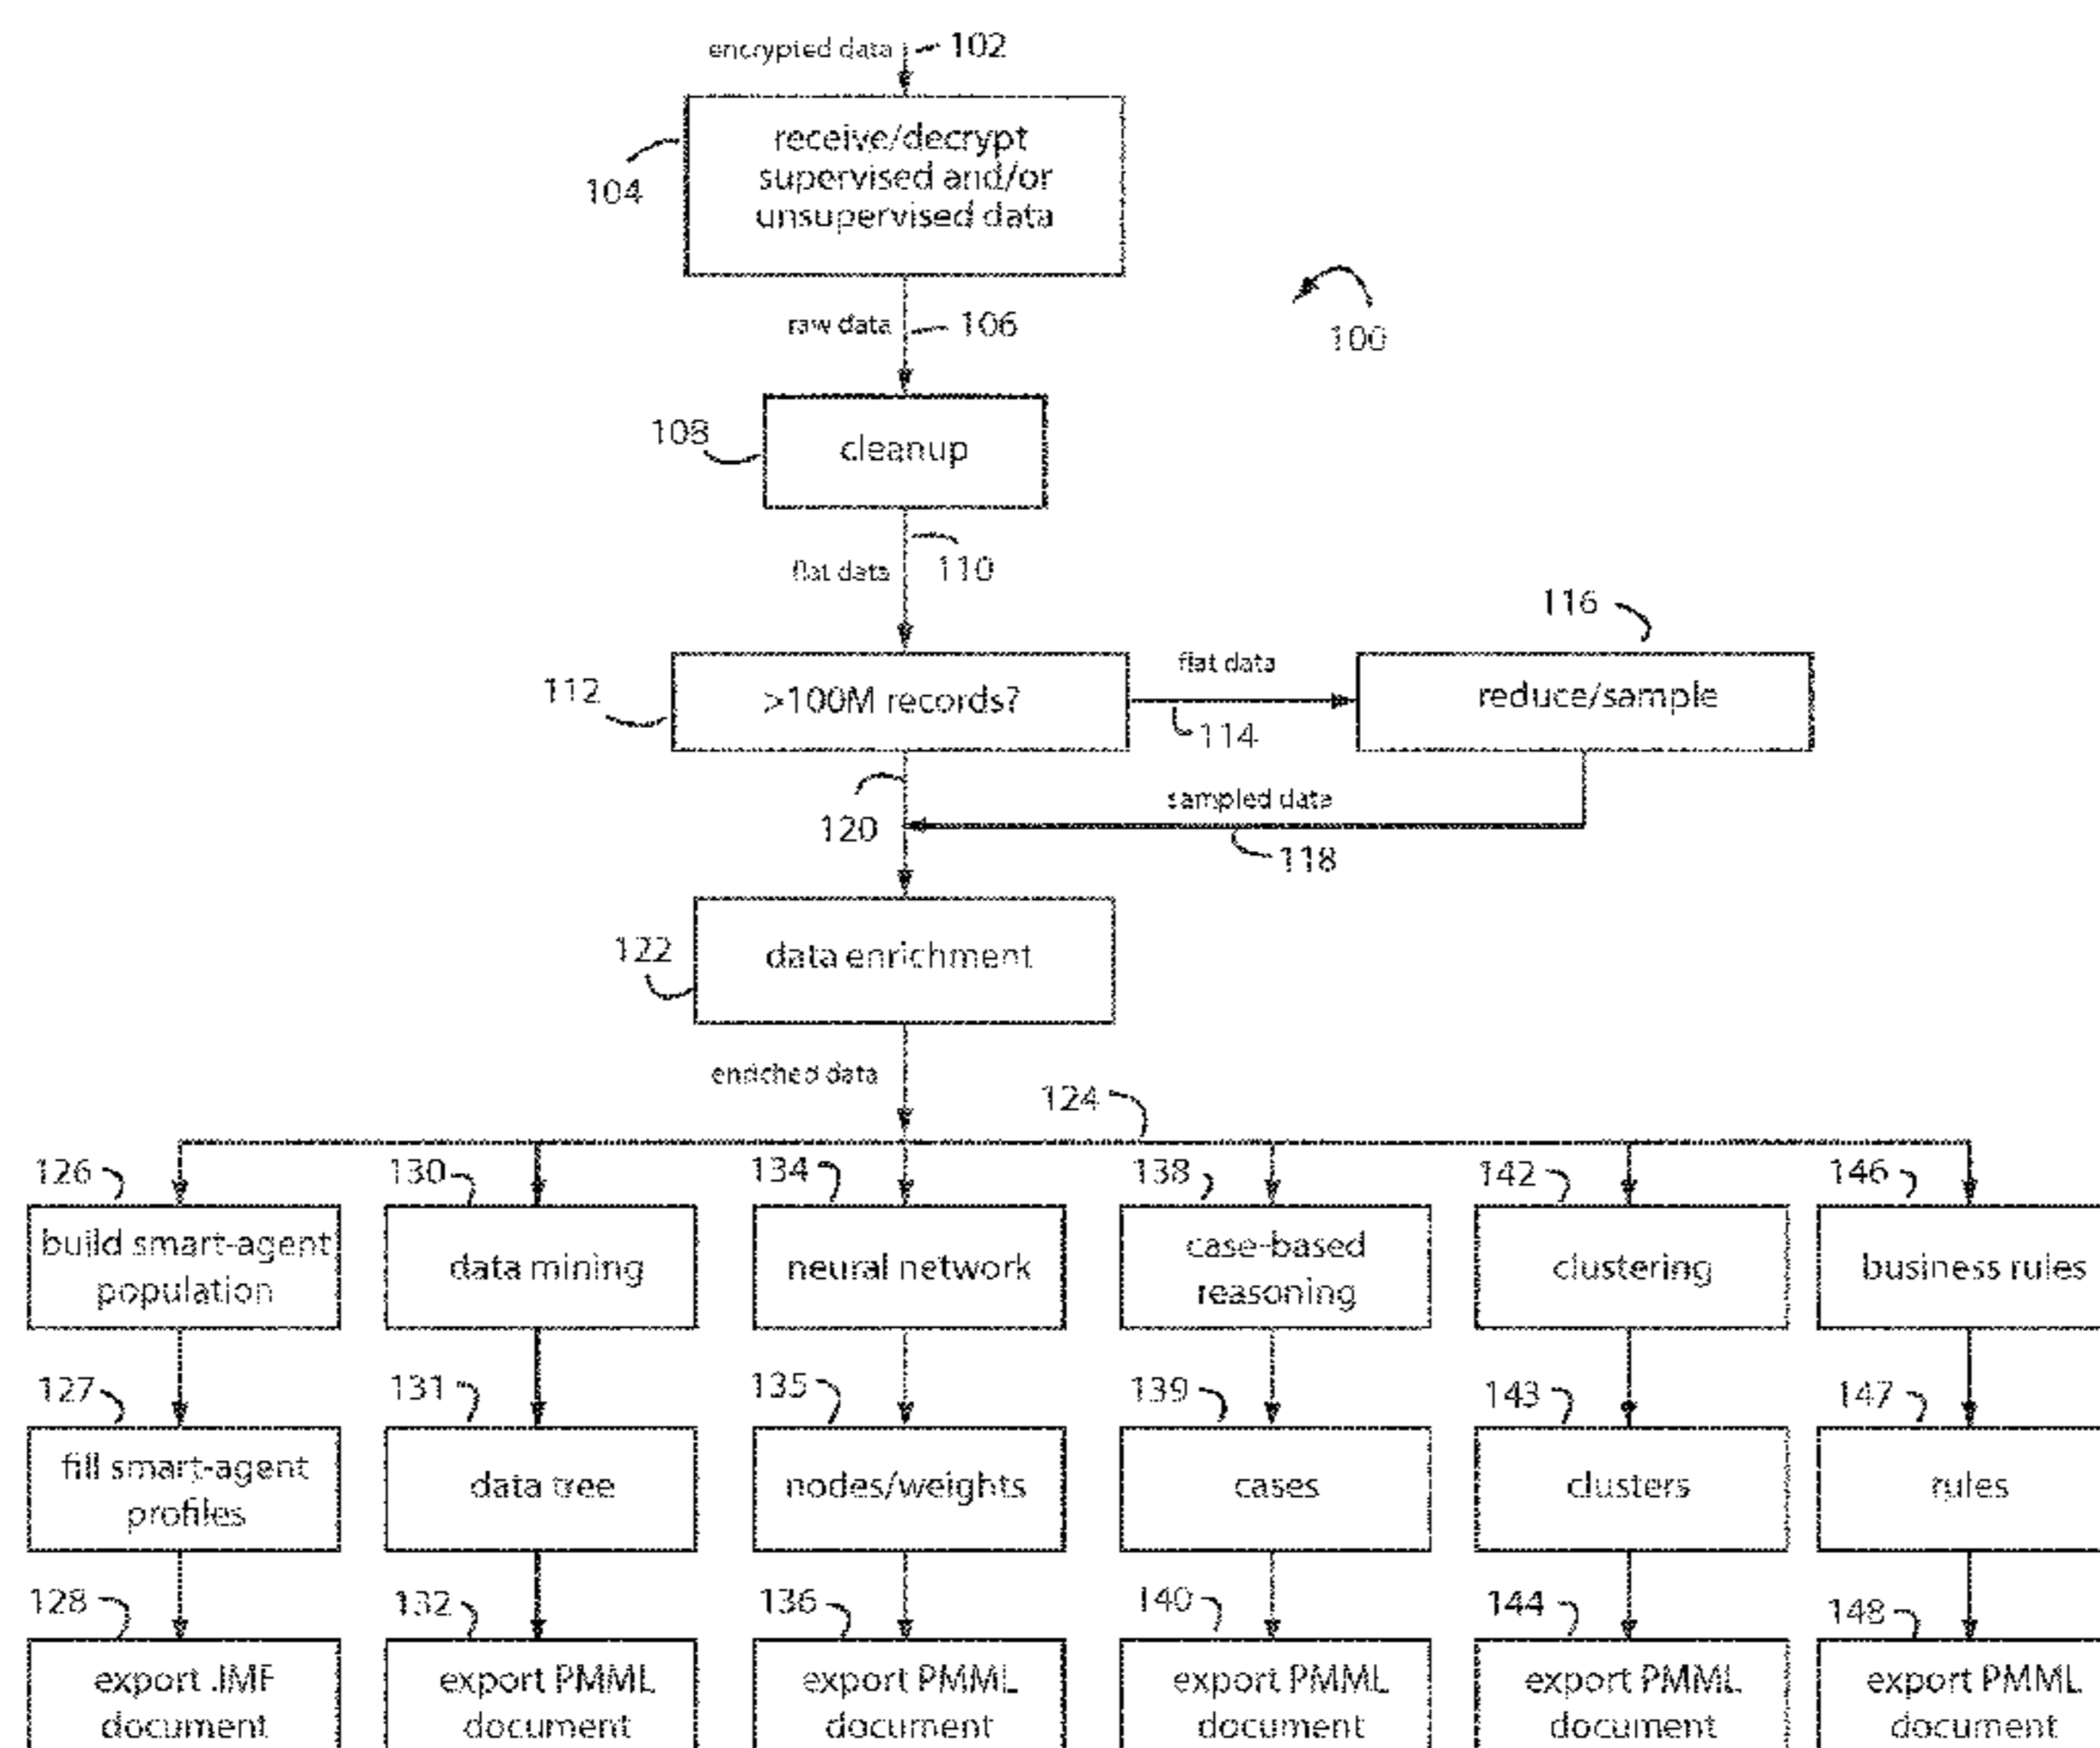 encrypted data 102
receive/decrypt
supervised and/or
unsupervised data
104
raw data 106
100
108 cleanup
flat data 110
116
112 >100M records? flat data 114 reduce/sample
sampled data
120 118
122 data enrichment
enriched data
124
126 130 134 138 142 146
build smart-agent
population
data mining
neural network
case-based
reasoning
clustering
business rules
127 131 135 139 143 147
fill smart-agent
profiles
data tree
nodes/weights
cases
clusters
rules
128 132 136 140 144 148
export .IMF
document
export PMML
document
export PMML
document
export PMML
document
export PMML
document
export PMML
document